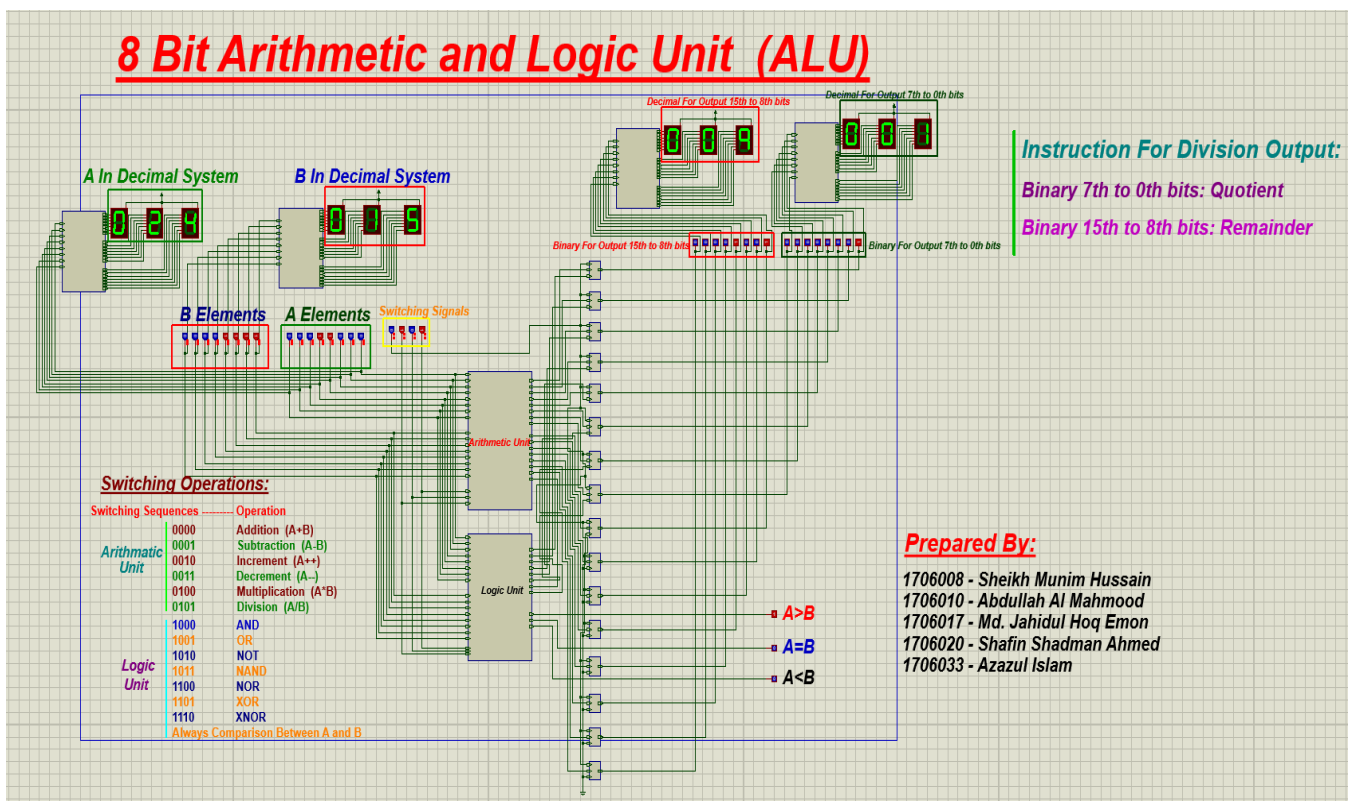 8 Bit Arithmetic and Logic Unit (ALU)
Decimal For Output 15th to 8th bits
Decimal For Output 7th to 0th bits
009
001
Instruction For Division Output:
Binary 7th to 0th bits: Quotient
Binary 15th to 8th bits: Remainder
A In Decimal System
B In Decimal System
024
015
Binary For Output 15th to 8th bits
Binary For Output 7th to 0th bits
B Elements
A Elements
Switching Signals
Arithmetic Unit
Logic Unit
Switching Operations:
Switching Sequences --------- Operation
Arithmatic
Unit
0000 Addition (A+B)
0001 Subtraction (A-B)
0010 Increment (A++)
0011 Decrement (A--)
0100 Multiplication (A*B)
0101 Division (A/B)
Logic
Unit
1000 AND
1001 OR
1010 NOT
1011 NAND
1100 NOR
1101 XOR
1110 XNOR
Always Comparison Between A and B
A>B
A=B
A<B
Prepared By:
1706008 - Sheikh Munim Hussain
1706010 - Abdullah Al Mahmood
1706017 - Md. Jahidul Hoq Emon
1706020 - Shafin Shadman Ahmed
1706033 - Azazul Islam